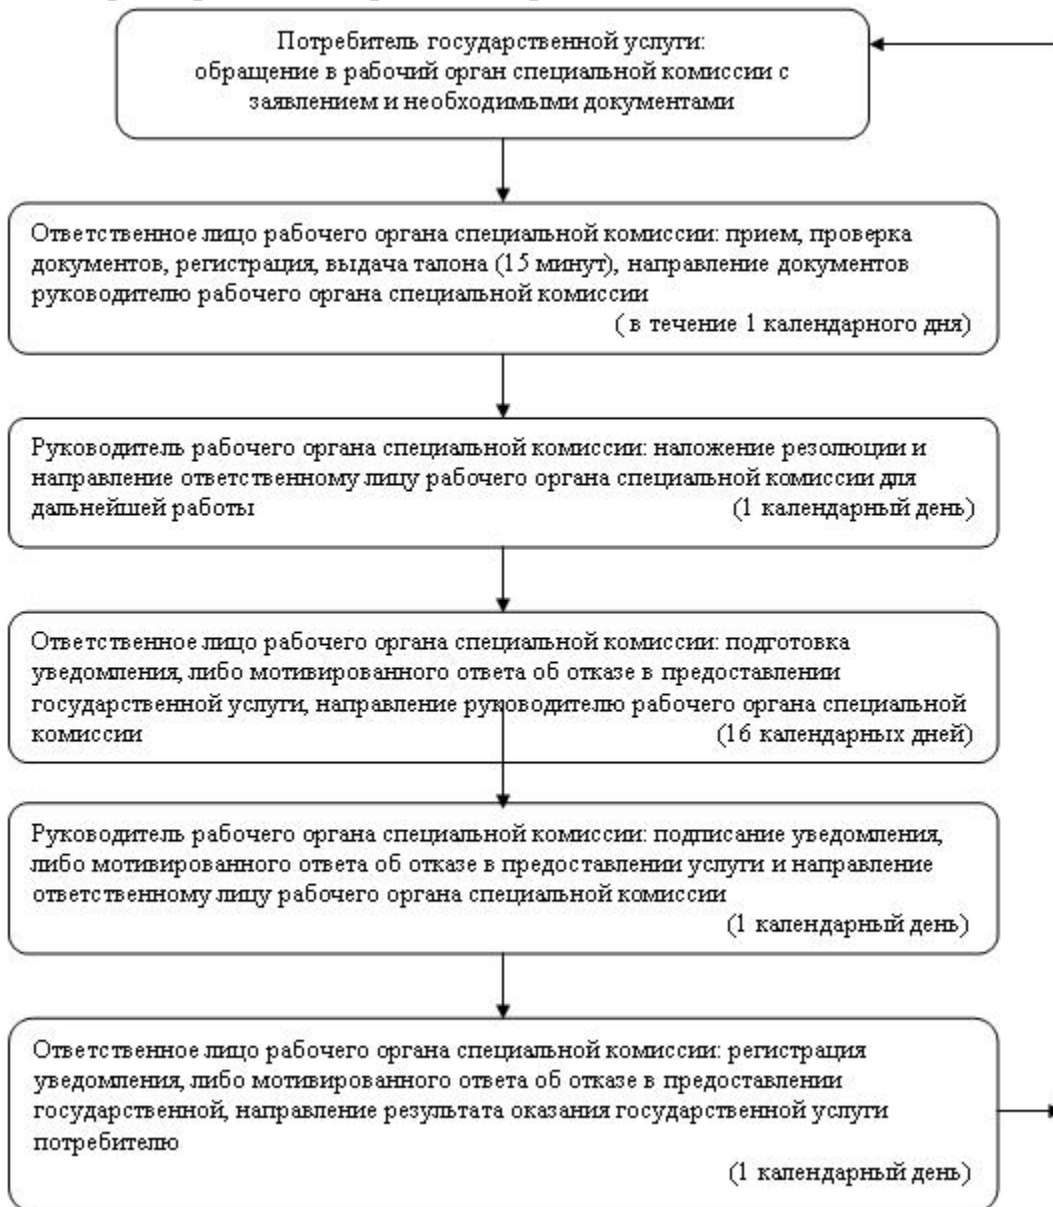 Потребитель государственной услуги:
обращение в рабочий орган специальной комиссии с
заявлением и необходимыми документами
Ответственное лицо рабочего органа специальной комиссии: прием, проверка
документов, регистрация, выдача талона (15 минут), направление документов
руководителю рабочего органа специальной комиссии
( в течение 1 календарного дня)
Руководитель рабочего органа специальной комиссии: наложение резолюции и
направление ответственному лицу рабочего органа специальной комиссии для
дальнейшей работы (1 календарный день)
Ответственное лицо рабочего органа специальной комиссии: подготовка
уведомления, либо мотивированного ответа об отказе в предоставлении
государственной услуги, направление руководителю рабочего органа специальной
комиссии (16 календарных дней)
Руководитель рабочего органа специальной комиссии: подписание уведомления,
либо мотивированного ответа об отказе в предоставлении услуги и направление
ответственному лицу рабочего органа специальной комиссии
(1 календарный день)
Ответственное лицо рабочего органа специальной комиссии: регистрация
уведомления, либо мотивированного ответа об отказе в предоставлении
государственной, направление результата оказания государственной услуги
потребителю
(1 календарный день)